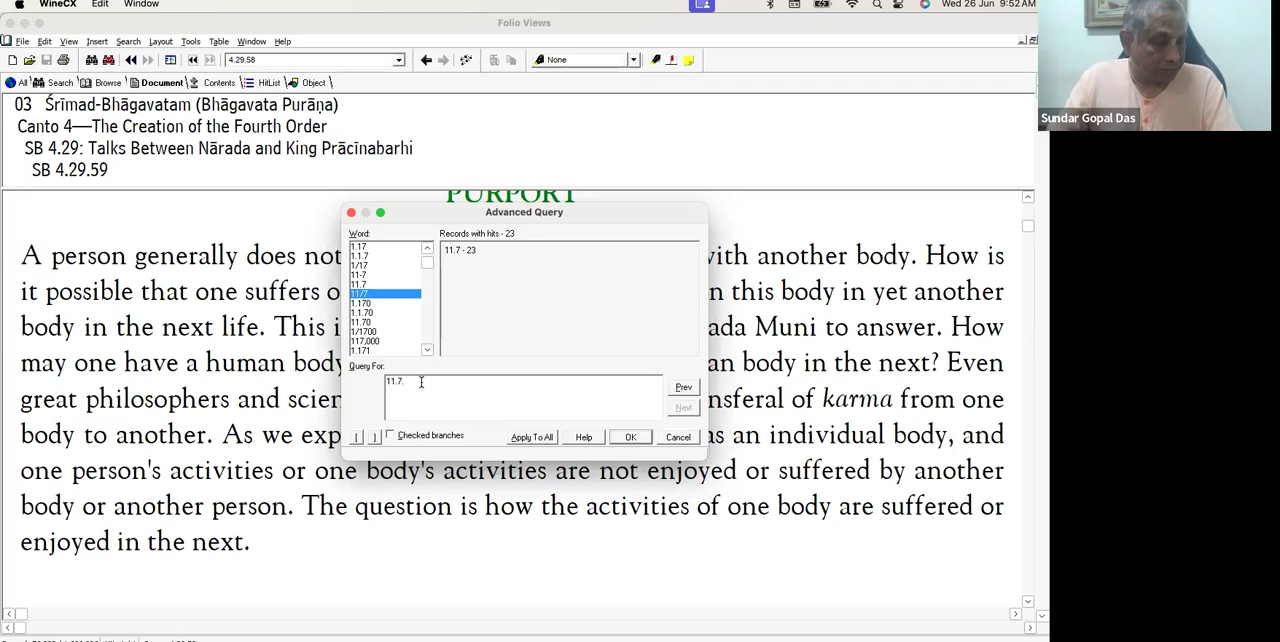 WineCX Edit Window Wed 26 Jun 9:52 AM
Folio Views
File Edit View Insert Search Layout Tools Table Window Help
4.29.58 None
All Search Browse Document Contents HitList Object
03 Śrīmad-Bhāgavatam (Bhāgavata Purāṇa)
Canto 4—The Creation of the Fourth Order
SB 4.29: Talks Between Nārada and King Prācīnabarhi
SB 4.29.59
Sundar Gopal Das
PURPORT
A person generally does not
with another body. How is
it possible that one suffers o
n this body in yet another
body in the next life. This i
ada Muni to answer. How
may one have a human body
an body in the next? Even
great philosophers and scien
nsferal of karma from one
body to another. As we exp
as an individual body, and
one person's activities or one body's activities are not enjoyed or suffered by another
body or another person. The question is how the activities of one body are suffered or
enjoyed in the next.
Advanced Query
Word:
Records with hits - 23
1.17
1.1.7
1/17
11-7
11.7
11/7
1.170
1.1.70
11.70
1/1700
117,000
1.171
11.7 - 23
Query For:
11.7.
Prev
Next
[ ] Checked branches Apply To All Help OK Cancel